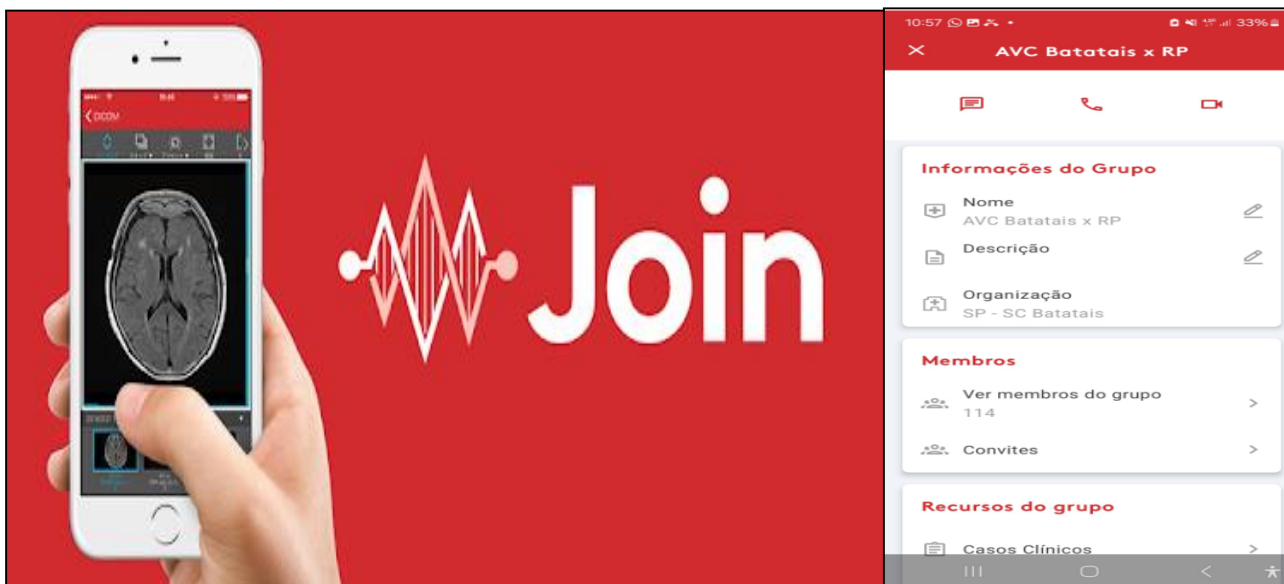 DICOM
Join
10:57
33%
AVC Batatais x RP
Informações do Grupo
Nome
AVC Batatais x RP
Descrição
Organização
SP - SC Batatais
Membros
Ver membros do grupo
114
Convites
Recursos do grupo
Casos Clínicos